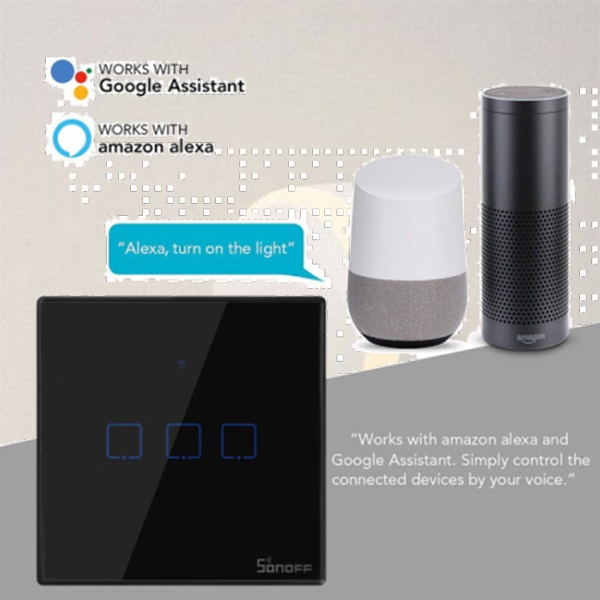 WORKS WITH
Google Assistant
WORKS WITH
amazon alexa
“Alexa, turn on the light”
amazon
“Works with amazon alexa and
Google Assistant. Simply control the
connected devices by your voice.”
SonoFF